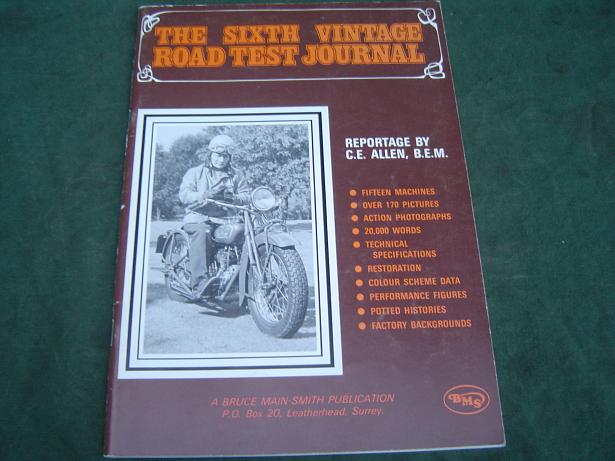 THE SIXTH VINTAGE
ROAD TEST JOURNAL
REPORTAGE BY
C.E. ALLEN, B.E.M.
● FIFTEEN MACHINES
● OVER 170 PICTURES
● ACTION PHOTOGRAPHS
● 20,000 WORDS
● TECHNICAL
SPECIFICATIONS
● RESTORATION
● COLOUR SCHEME DATA
● PERFORMANCE FIGURES
● POTTED HISTORIES
● FACTORY BACKGROUNDS
A BRUCE MAIN-SMITH PUBLICATION
P.O. Box 20, Leatherhead, Surrey.
BMS